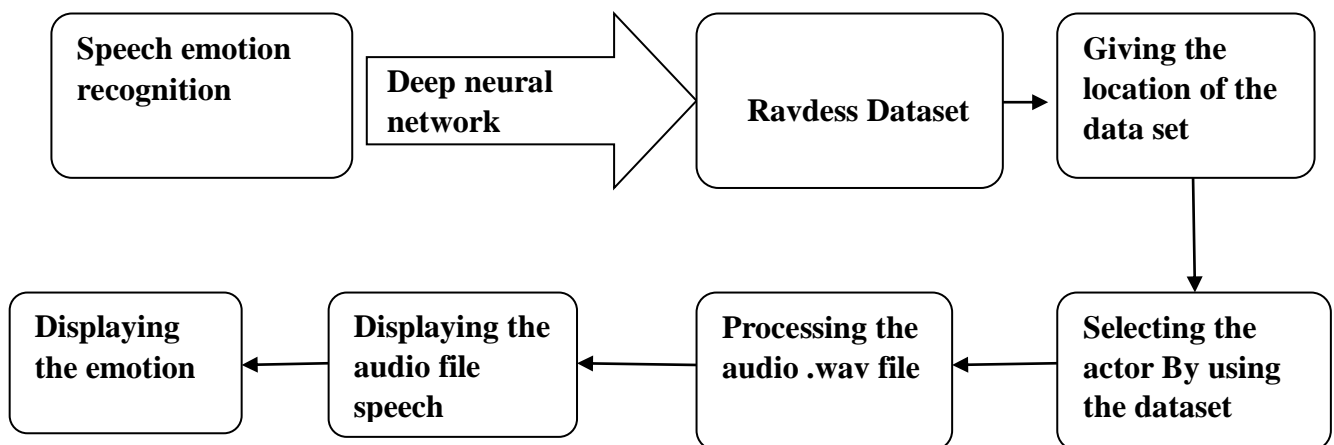 Speech emotion
recognition
Deep neural
network
Ravdess Dataset
Giving the
location of the
data set
Selecting the
actor By using
the dataset
Processing the
audio .wav file
Displaying the
audio file
speech
Displaying
the emotion